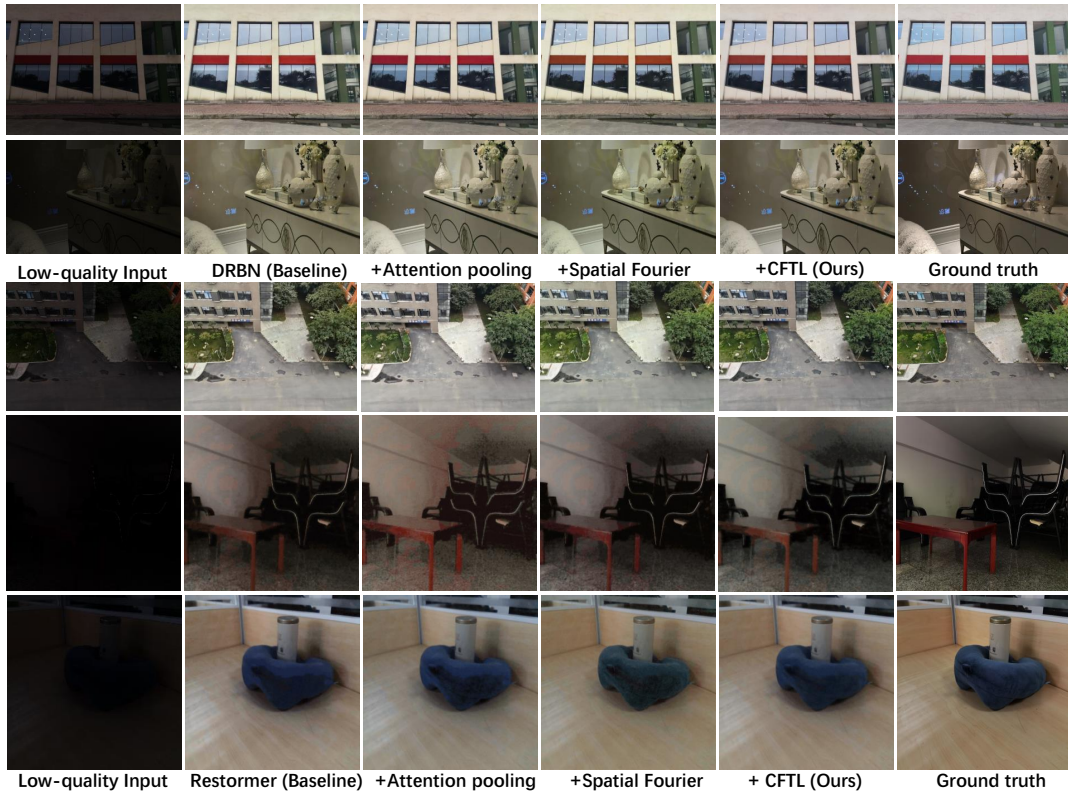 Low-quality Input DRBN (Baseline) +Attention pooling +Spatial Fourier +CFTL (Ours) Ground truth
Low-quality Input Restormer (Baseline) +Attention pooling +Spatial Fourier + CFTL (Ours) Ground truth